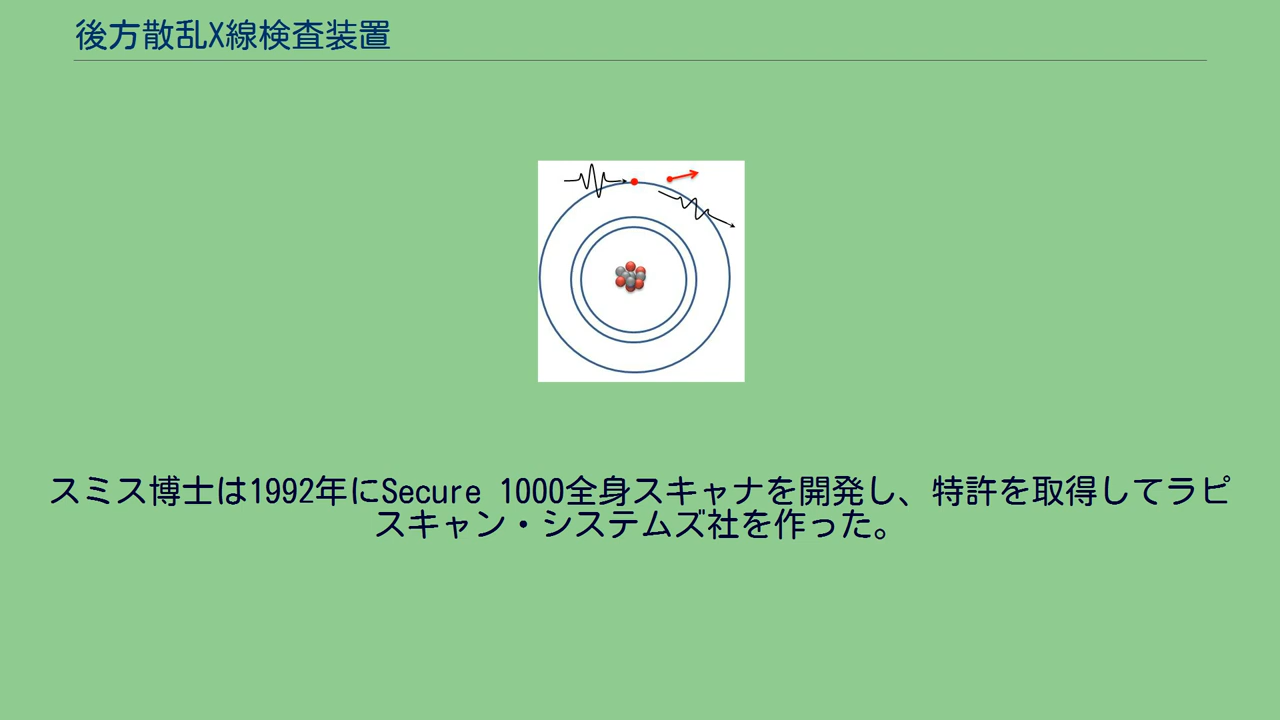 後方散乱X線検査装置
スミス博士は1992年にSecure 1000全身スキャナを開発し、特許を取得してラピ
スキャン・システムズ社を作った。